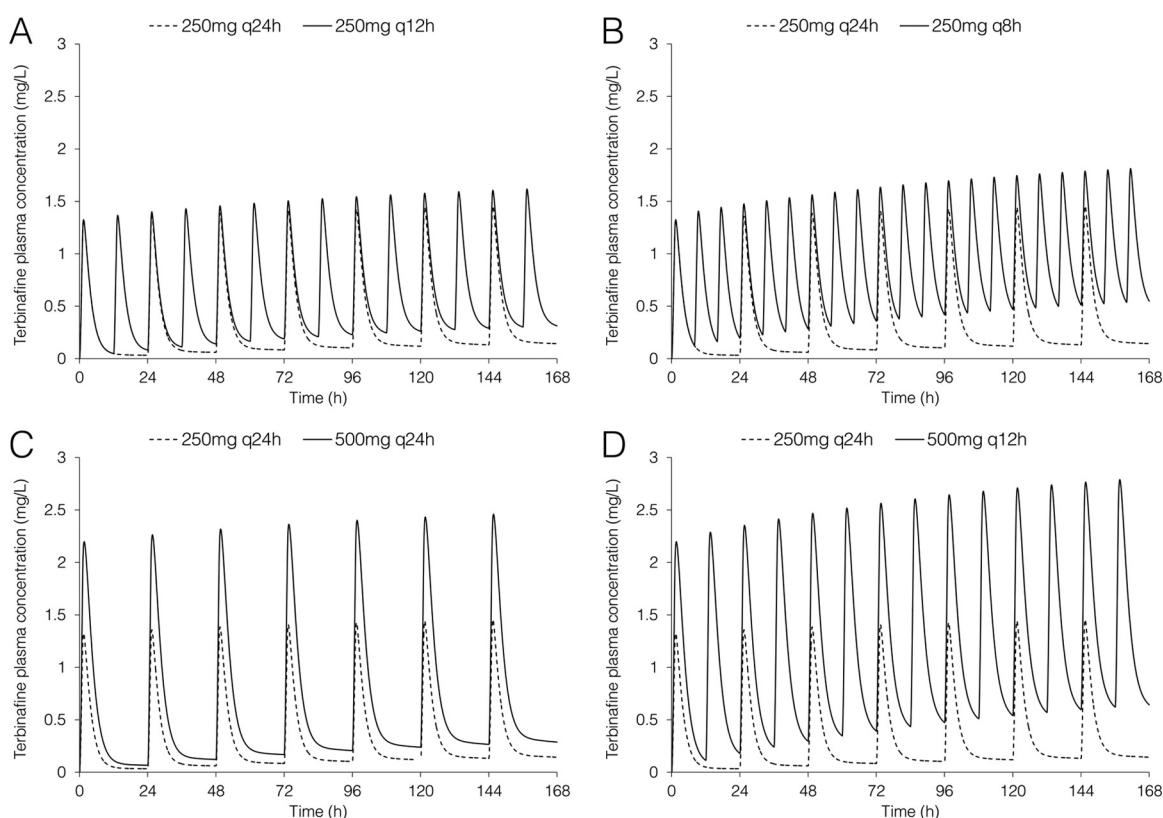 A
250mg q24h 250mg q12h
Terbinafine plasma concentration (mg/L)
3
2.5
2
1.5
1
0.5
0
0 24 48 72 96 120 144 168
Time (h)
B
250mg q24h 250mg q8h
Terbinafine plasma concentration (mg/L)
3
2.5
2
1.5
1
0.5
0
0 24 48 72 96 120 144 168
Time (h)
C
250mg q24h 500mg q24h
Terbinafine plasma concentration (mg/L)
3
2.5
2
1.5
1
0.5
0
0 24 48 72 96 120 144 168
Time (h)
D
250mg q24h 500mg q12h
Terbinafine plasma concentration (mg/L)
3
2.5
2
1.5
1
0.5
0
0 24 48 72 96 120 144 168
Time (h)